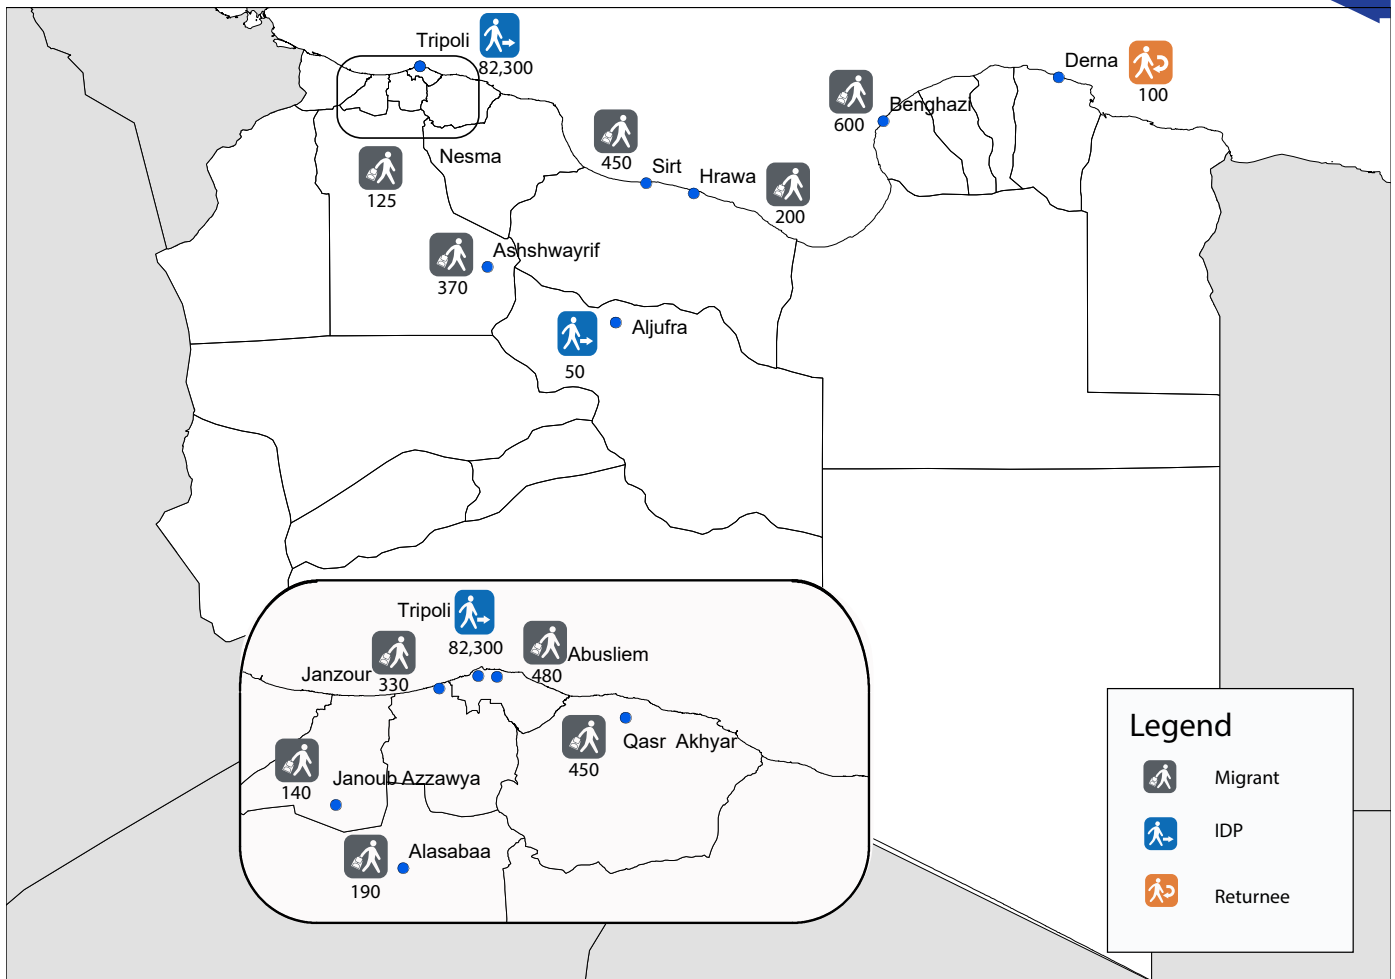 Tripoli
82,300
Derna
100
Benghazi
600
450
Sirt
Hrawa
200
Nesma
125
Ashshwayrif
370
Aljufra
50
Tripoli
82,300
Janzour
330
Abusliem
480
Qasr Akhyar
450
Janoub Azzawya
140
Alasabaa
190
Legend
Migrant
IDP
Returnee